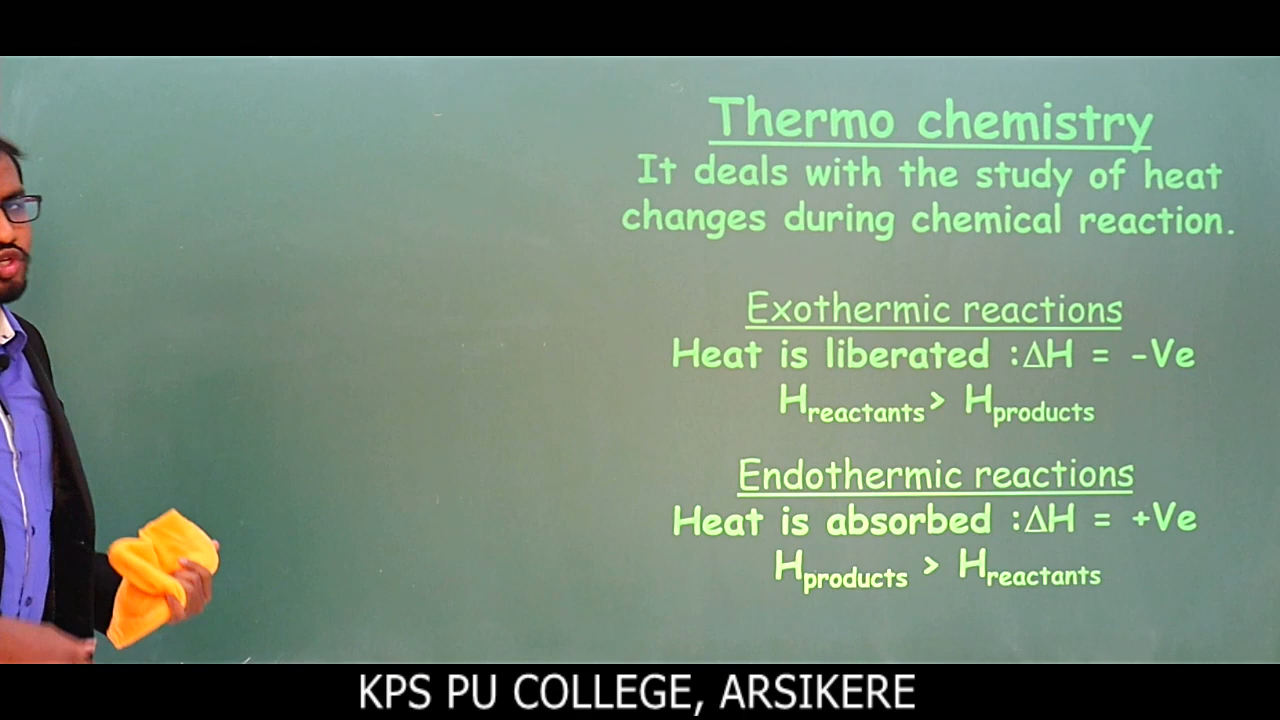 Thermo chemistry
It deals with the study of heat
changes during chemical reaction.
Exothermic reactions
Heat is liberated :ΔH = -Ve
Hreactants> Hproducts
Endothermic reactions
Heat is absorbed :ΔH = +Ve
Hproducts > Hreactants
KPS PU COLLEGE, ARSIKERE